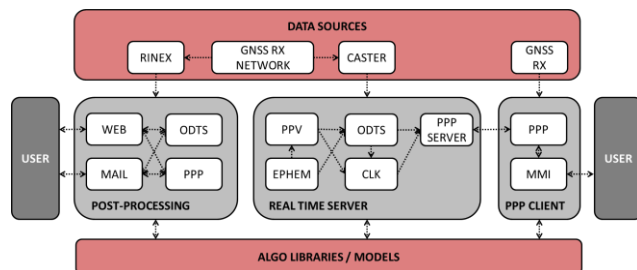 DATA SOURCES
RINEX
GNSS RX
NETWORK
CASTER
GNSS
RX
USER
WEB
ODTS
MAIL
PPP
POST-PROCESSING
PPV
ODTS
PPP
SERVER
EPHEM
CLK
REAL TIME SERVER
PPP
MMI
PPP CLIENT
USER
ALGO LIBRARIES / MODELS